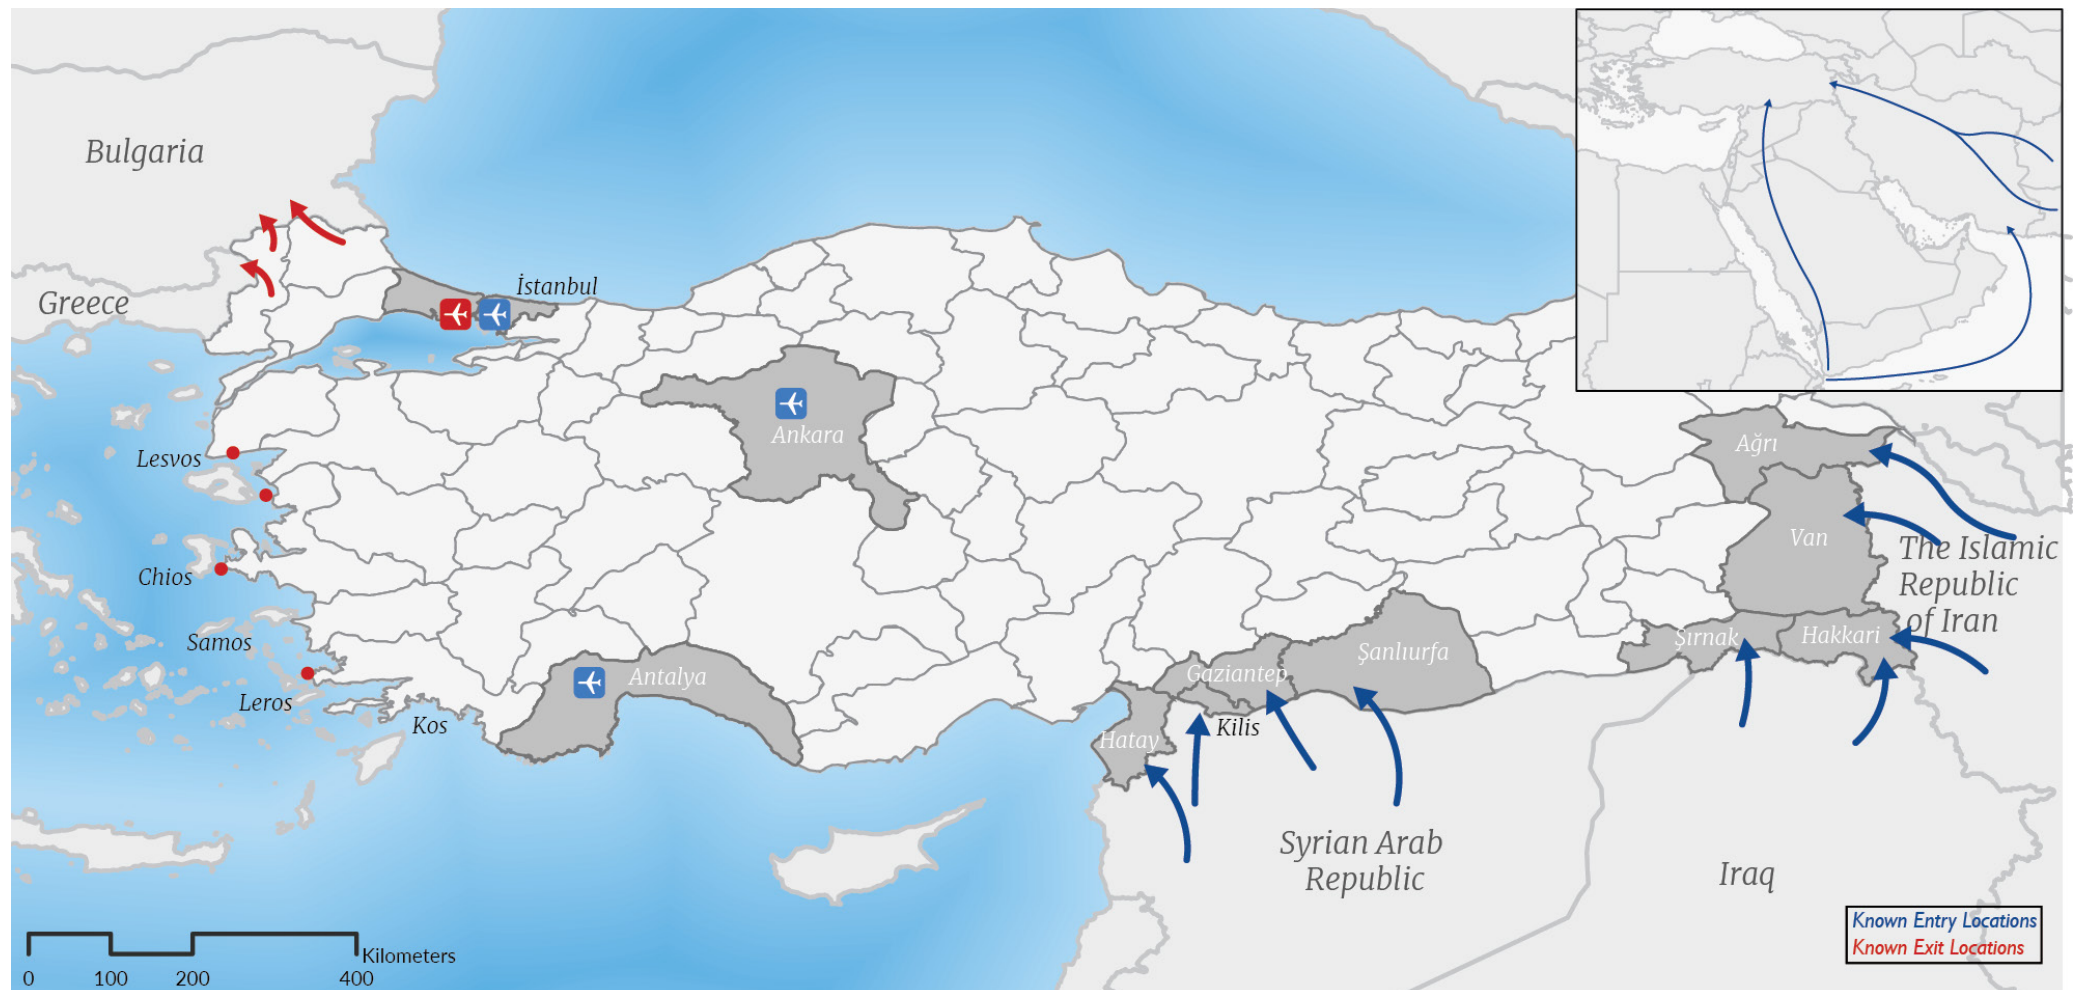 Bulgaria
Greece
İstanbul
Ankara
Lesvos
Chios
Samos
Leros
Kos
Antalya
Ağrı
Van
The Islamic
Republic
of Iran
Şırnak
Hakkari
Şanlıurfa
Gaziantep
Kilis
Hatay
Syrian Arab
Republic
Iraq
Known Entry Locations
Known Exit Locations
Kilometers
0 100 200 400